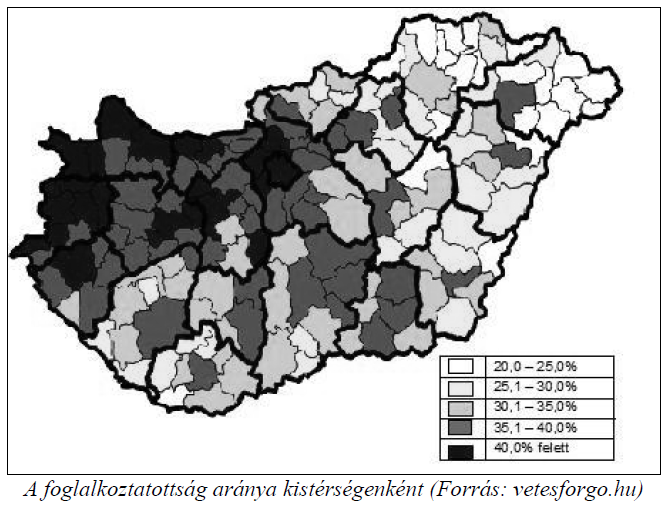 20,0 – 25,0%
25,1 – 30,0%
30,1 – 35,0%
35,1 – 40,0%
40,0% felett
A foglalkoztatottság aránya kistérségenként (Forrás: vetesforgo.hu)